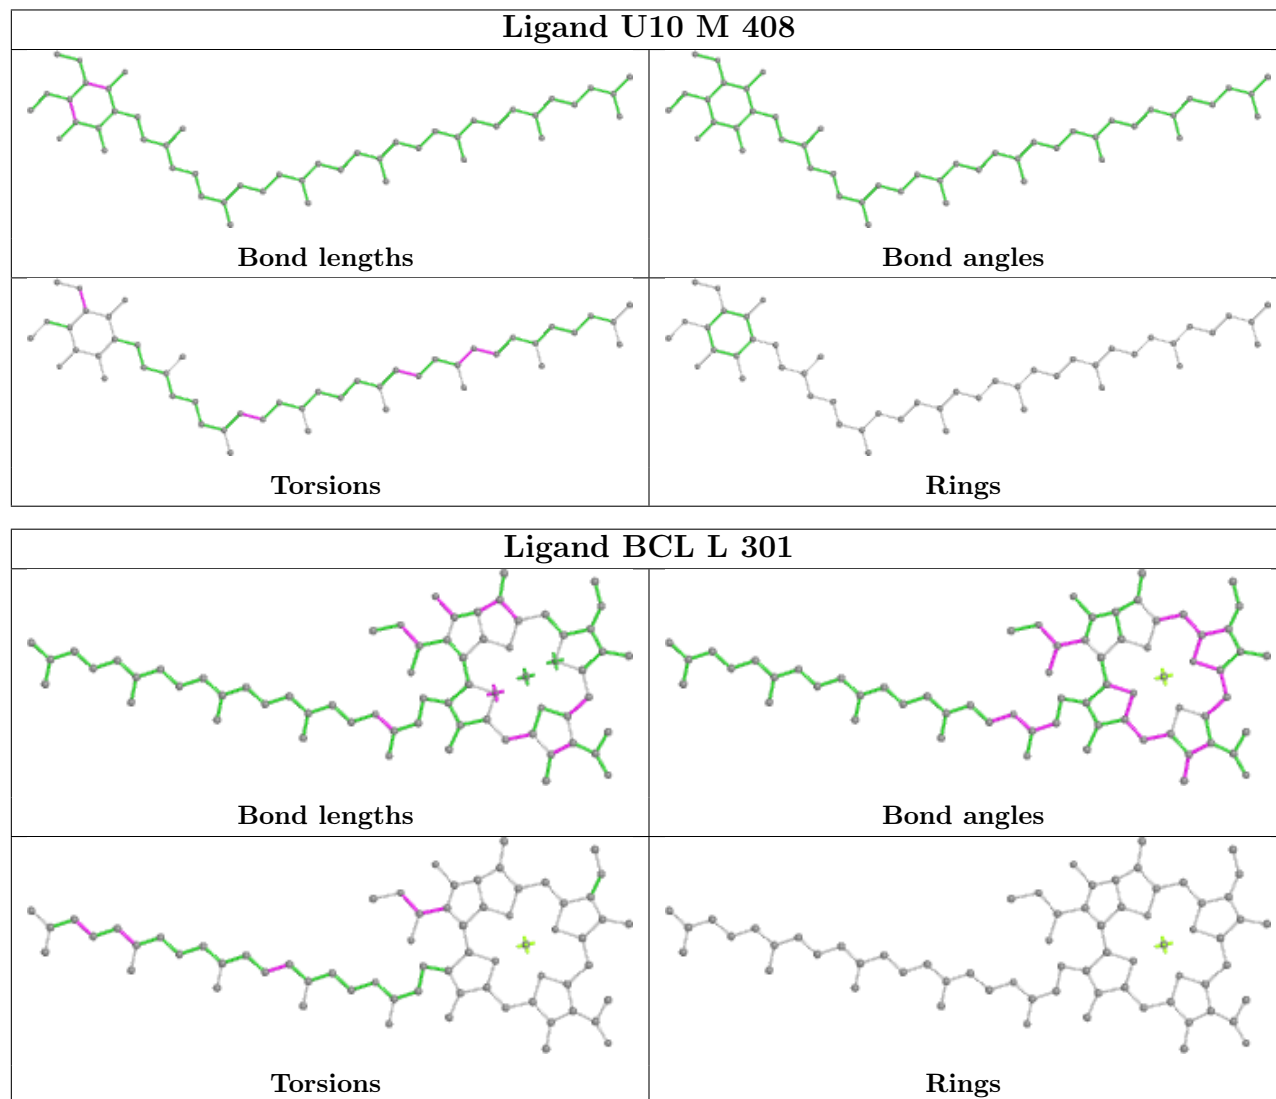 Ligand U10 M 408
Bond lengths
Bond angles
Torsions
Rings
Ligand BCL L 301
Bond lengths
Bond angles
Torsions
Rings